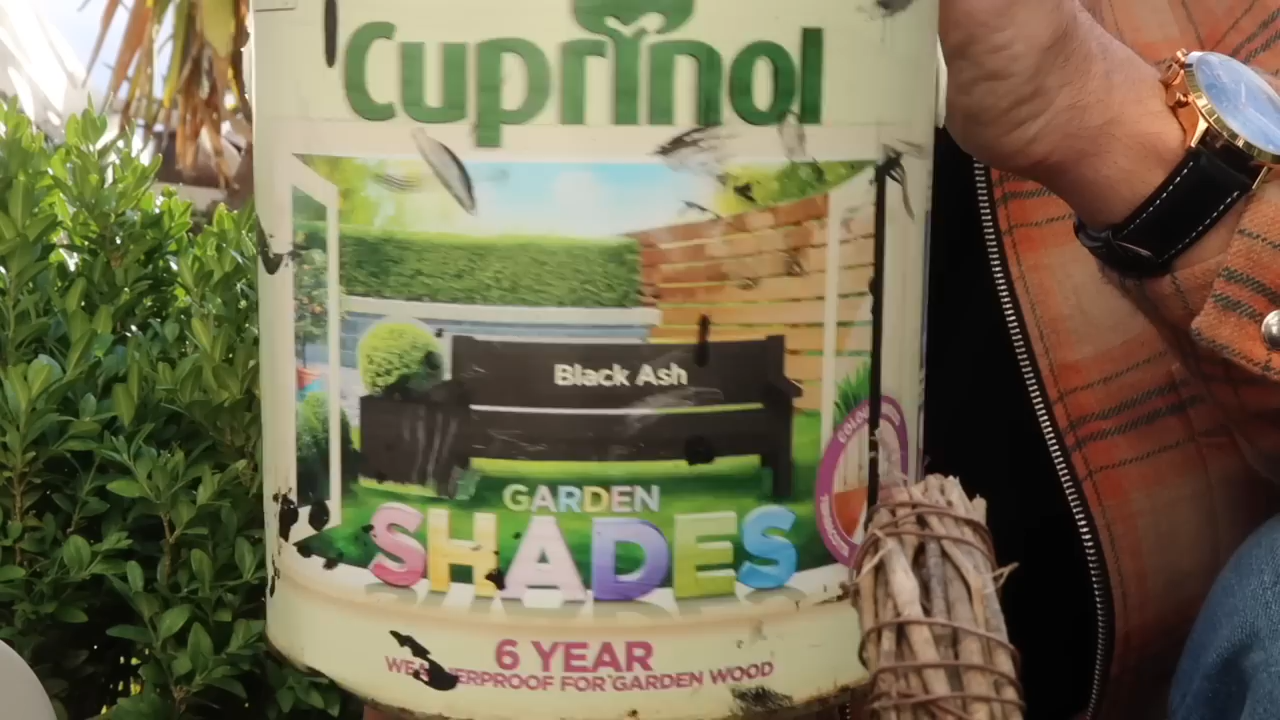 Cuprinol
Black Ash
GARDEN
SHADES
6 YEAR
FOR GARDEN WOOD